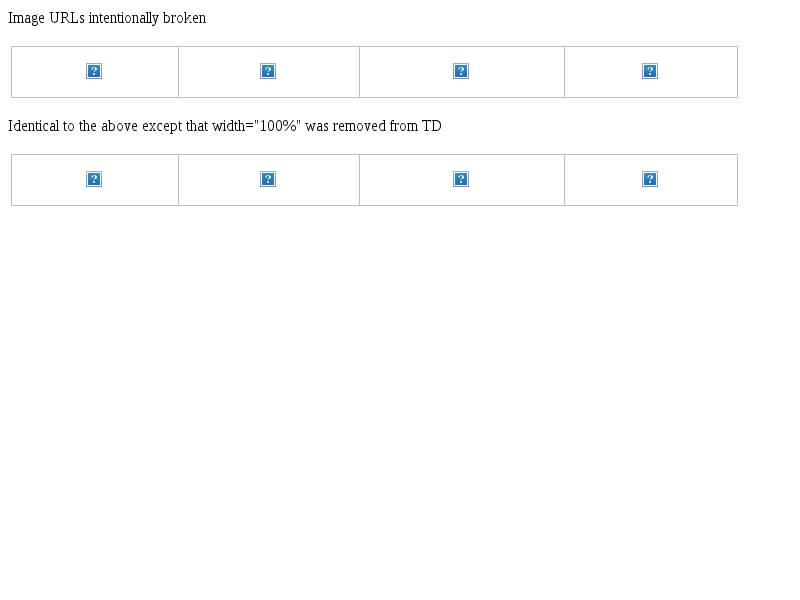 Image URLs intentionally broken
Identical to the above except that width="100%" was removed from TD